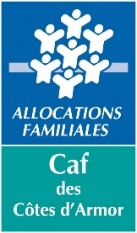 ALLOCATIONS
FAMILIALES
Caf
des
Côtes d'Armor